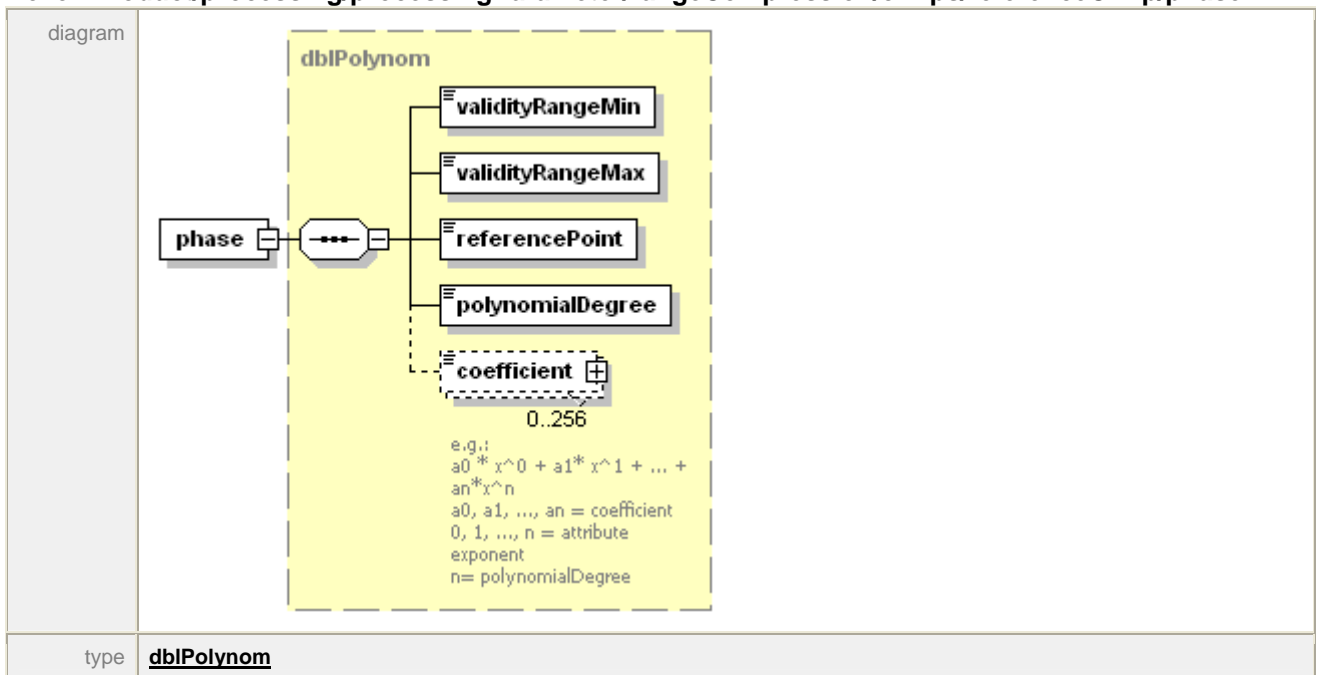 diagram
dblPolynom
validityRangeMin
validityRangeMax
phase
referencePoint
polynomialDegree
coefficient
0..256
e.g.:
a0 * x^0 + a1* x^1 + ... +
an*x^n
a0, a1, ..., an = coefficient
0, 1, ..., n = attribute
exponent
n= polynomialDegree
type dblPolynom